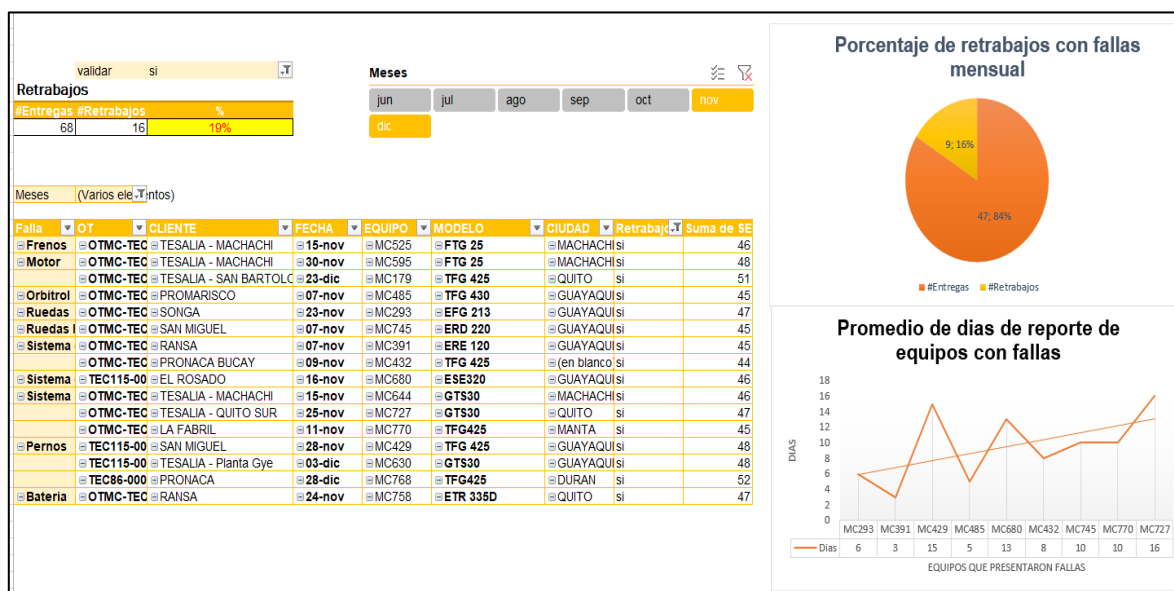 validar si
Retrabajos
#Entregas #Retrabajos %
68 16 19%
Meses
jun jul ago sep oct nov
dic
Meses (Varios elementos)
Falla OT CLIENTE FECHA EQUIPO MODELO CIUDAD Retrabajo Suma de SE
Frenos OTMC-TEC TESALIA - MACHACHI 15-nov MC525 FTG 25 MACHACHI si 46
Motor OTMC-TEC TESALIA - MACHACHI 30-nov MC595 FTG 25 MACHACHI si 48
OTMC-TEC TESALIA - SAN BARTOLO 23-dic MC179 TFG 425 QUITO si 51
Orbitrol OTMC-TEC PROMARISCO 07-nov MC485 TFG 430 GUAYAQUI si 45
Ruedas OTMC-TEC SONGA 23-nov MC293 EFG 213 GUAYAQUI si 47
Ruedas OTMC-TEC SAN MIGUEL 07-nov MC745 ERD 220 GUAYAQUI si 45
Sistema OTMC-TEC RANSA 07-nov MC391 ERE 120 GUAYAQUI si 45
OTMC-TEC PRONACA BUCAY 09-nov MC432 TFG 425 (en blanco) si 44
Sistema TEC115-00 EL ROSADO 16-nov MC680 ESE320 GUAYAQUI si 46
Sistema OTMC-TEC TESALIA - MACHACHI 15-nov MC644 GTS30 MACHACHI si 46
OTMC-TEC TESALIA - QUITO SUR 25-nov MC727 GTS30 QUITO si 47
OTMC-TEC LA FABRIL 11-nov MC770 TFG425 MANTA si 45
Pernos TEC115-00 SAN MIGUEL 28-nov MC429 TFG 425 GUAYAQUI si 48
TEC115-00 TESALIA - Planta Gye 03-dic MC630 GTS30 GUAYAQUI si 48
TEC86-000 PRONACA 28-dic MC768 TFG425 DURAN si 52
Bateria OTMC-TEC RANSA 24-nov MC758 ETR 335D QUITO si 47
Porcentaje de retrabajos con fallas
mensual
9; 16%
47; 84%
#Entregas #Retrabajos
Promedio de dias de reporte de
equipos con fallas
18
16
14
12
10
8
6
4
2
0
DIAS
MC293 MC391 MC429 MC485 MC680 MC432 MC745 MC770 MC727
Dias 6 3 15 5 13 8 10 10 16
EQUIPOS QUE PRESENTARON FALLAS